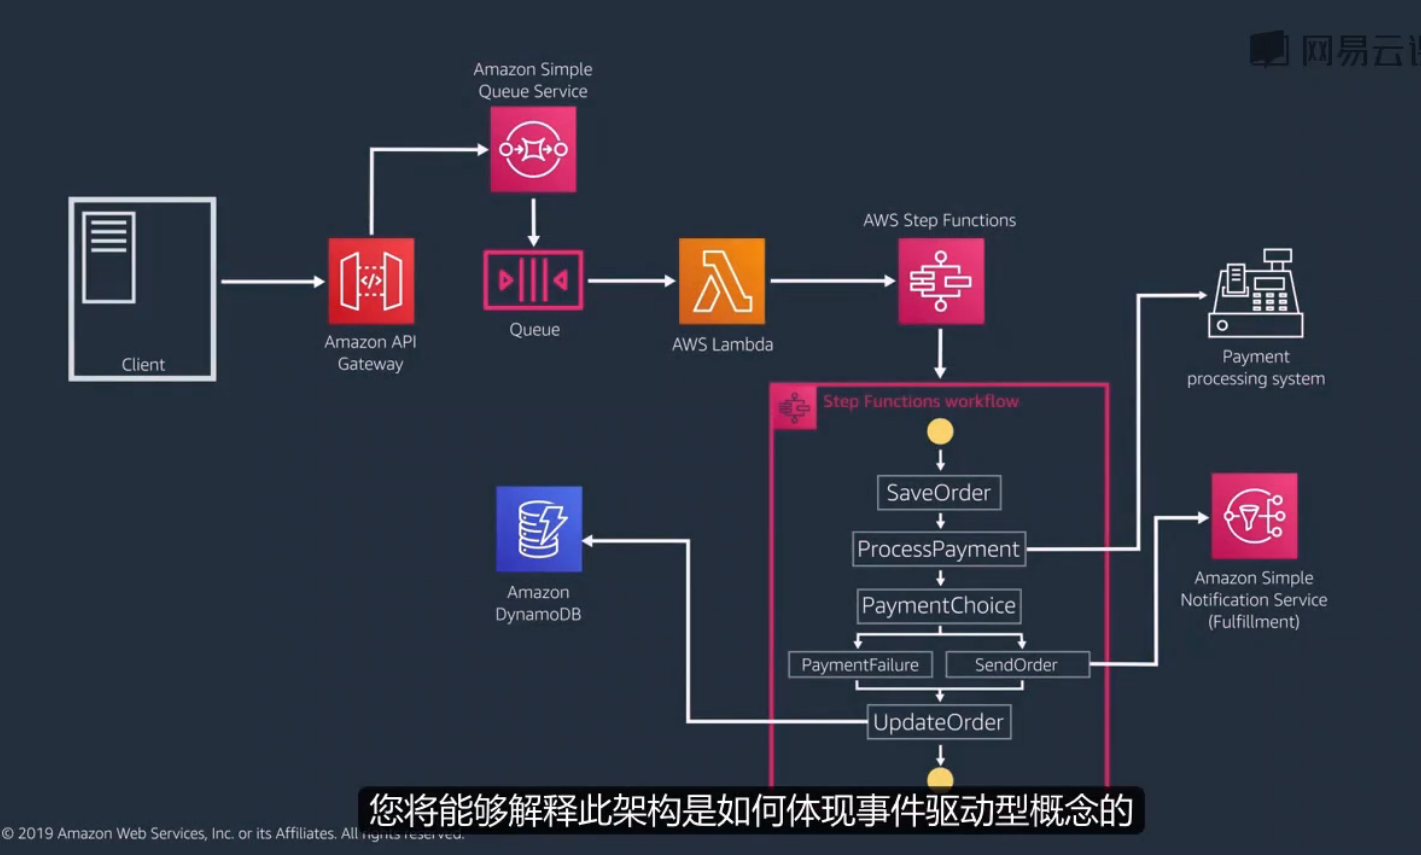 网易云
Amazon Simple
Queue Service
AWS Step Functions
Client
Amazon API
Gateway
Queue
AWS Lambda
Payment
processing system
Step Functions workflow
SaveOrder
ProcessPayment
PaymentChoice
PaymentFailure
SendOrder
UpdateOrder
Amazon
DynamoDB
Amazon Simple
Notification Service
(Fulfillment)
您将能够解释此架构是如何体现事件驱动型概念的
© 2019 Amazon Web Services, Inc. or its Affiliates. All rights reserved.